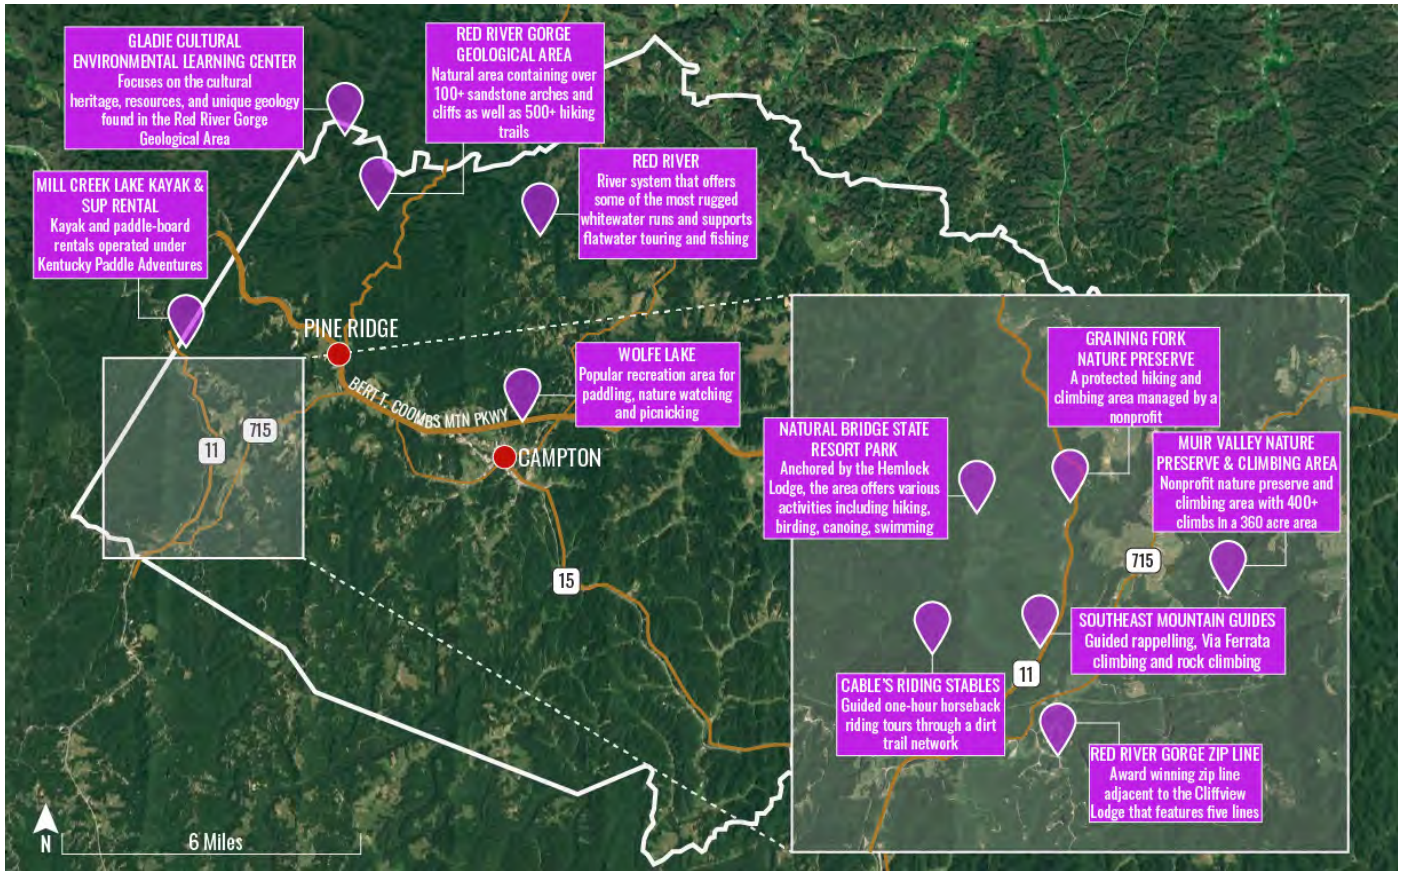 GLADIE CULTURAL
ENVIRONMENTAL LEARNING CENTER
Focuses on the cultural
heritage, resources, and unique geology
found in the Red River Gorge
Geological Area
RED RIVER GORGE
GEOLOGICAL AREA
Natural area containing over
100+ sandstone arches and
cliffs as well as 500+ hiking
trails
MILL CREEK LAKE KAYAK &
SUP RENTAL
Kayak and paddle-board
rentals operated under
Kentucky Paddle Adventures
RED RIVER
River system that offers
some of the most rugged
whitewater runs and supports
flatwater touring and fishing
PINE RIDGE
WOLFE LAKE
Popular recreation area for
paddling, nature watching
and picnicking
BERT T. COOMBS MTN PKWY
CAMPTON
11
715
15
GRAINING FORK
NATURE PRESERVE
A protected hiking and
climbing area managed by a
nonprofit
NATURAL BRIDGE STATE
RESORT PARK
Anchored by the Hemlock
Lodge, the area offers various
activities including hiking,
birding, canoing, swimming
MUIR VALLEY NATURE
PRESERVE & CLIMBING AREA
Nonprofit nature preserve and
climbing area with 400+
climbs in a 360 acre area
715
SOUTHEAST MOUNTAIN GUIDES
Guided rappelling, Via Ferrata
climbing and rock climbing
11
CABLE'S RIDING STABLES
Guided one-hour horseback
riding tours through a dirt
trail network
RED RIVER GORGE ZIP LINE
Award winning zip line
adjacent to the Cliffview
Lodge that features five lines
N
6 Miles